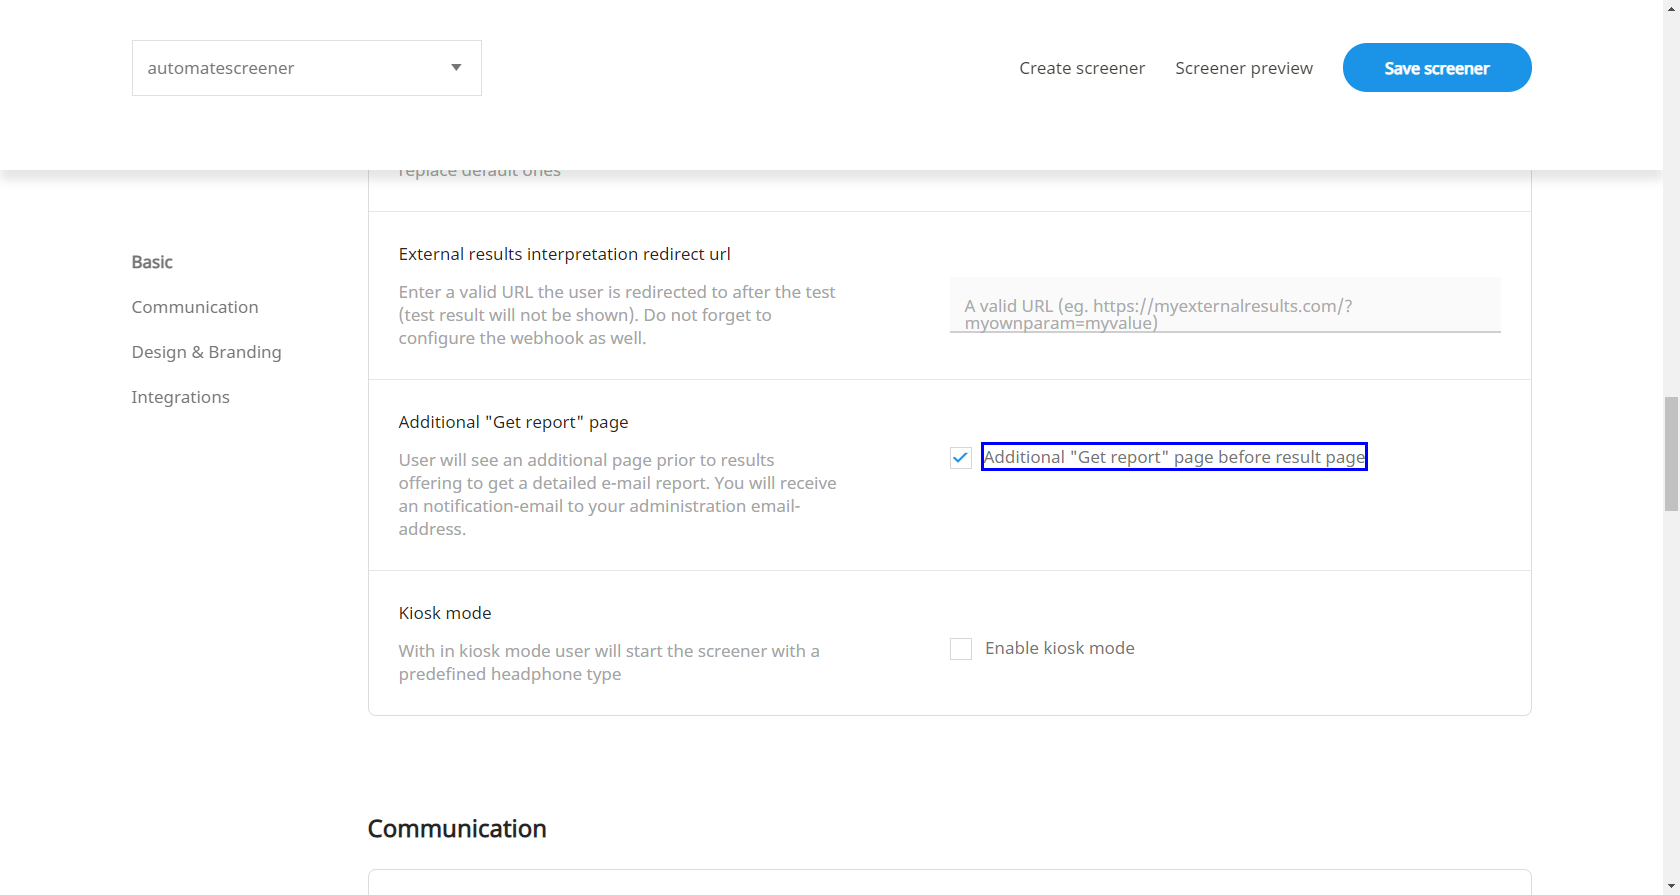 automatescreener
Create screener
Screener preview
Save screener
replace default ones
Basic
Communication
Design & Branding
Integrations
External results interpretation redirect url
Enter a valid URL the user is redirected to after the test
(test result will not be shown). Do not forget to
configure the webhook as well.
A valid URL (eg. https://myexternalresults.com/?
myownparam=myvalue)
Additional "Get report" page
User will see an additional page prior to results
offering to get a detailed e-mail report. You will receive
an notification-email to your administration email-
address.
Additional "Get report" page before result page
Kiosk mode
With in kiosk mode user will start the screener with a
predefined headphone type
Enable kiosk mode
Communication